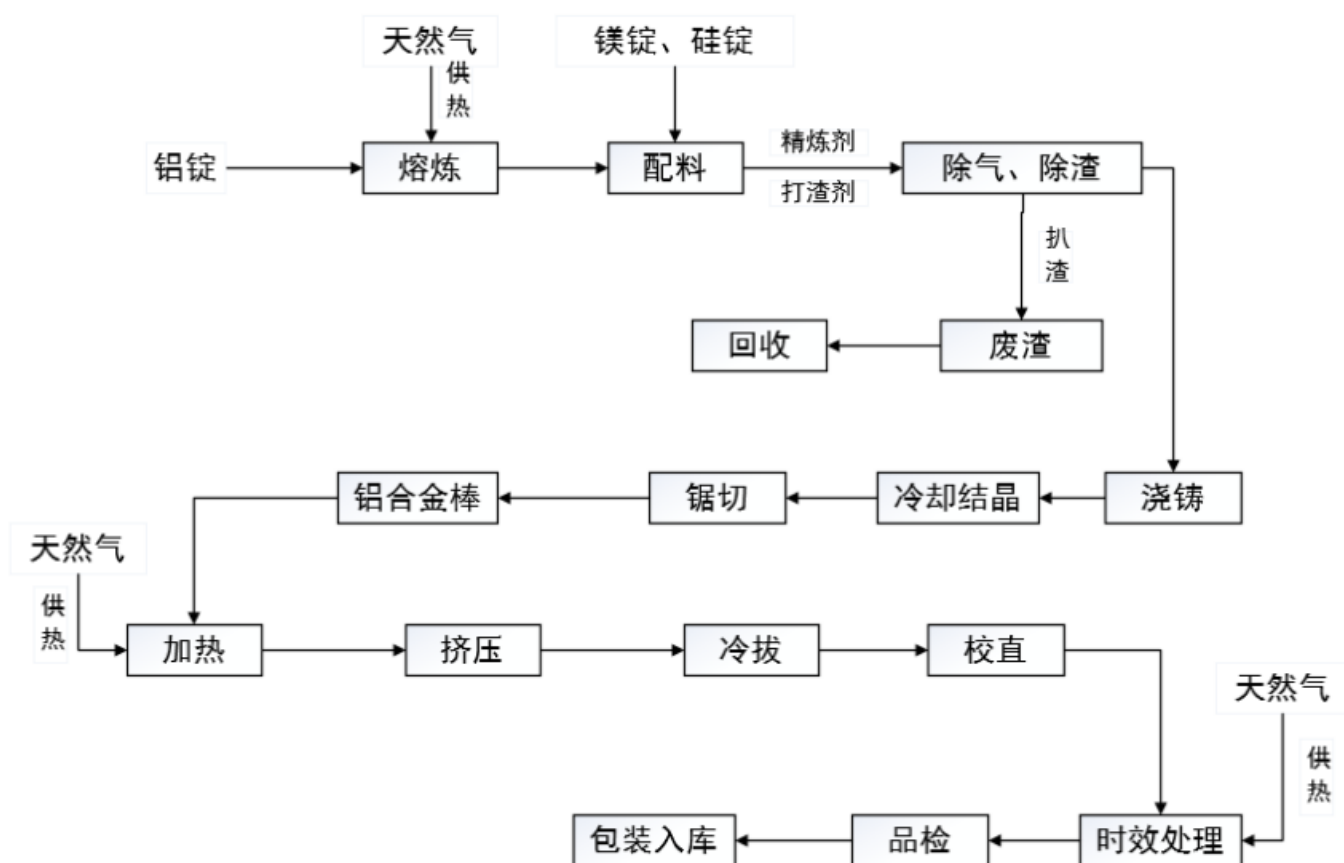 天然气
供
热
镁锭、硅锭
铝锭
熔炼
配料
精炼剂
打渣剂
除气、除渣
扒
渣
回收
废渣
铝合金棒
锯切
冷却结晶
浇铸
天然气
供
热
加热
挤压
冷拔
校直
天然气
供
热
包装入库
品检
时效处理